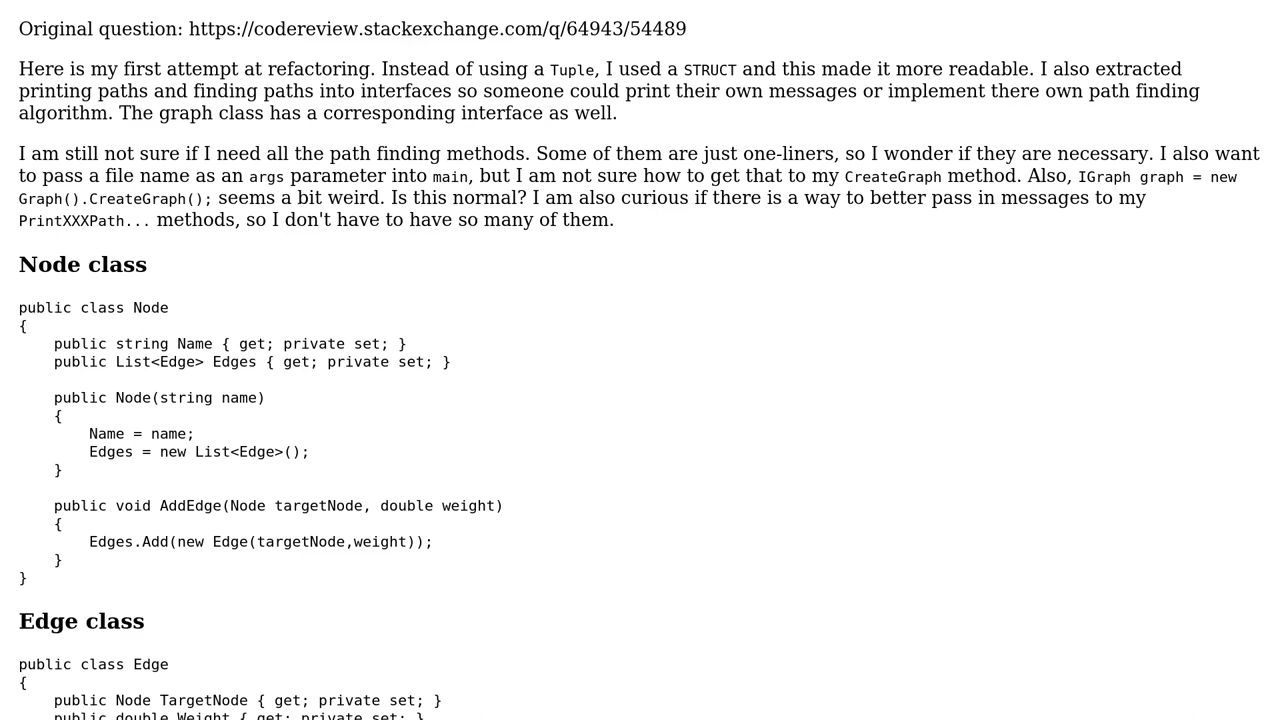 Original question: https://codereview.stackexchange.com/q/64943/54489
Here is my first attempt at refactoring. Instead of using a Tuple, I used a STRUCT and this made it more readable. I also extracted
printing paths and finding paths into interfaces so someone could print their own messages or implement there own path finding
algorithm. The graph class has a corresponding interface as well.
I am still not sure if I need all the path finding methods. Some of them are just one-liners, so I wonder if they are necessary. I also want
to pass a file name as an args parameter into main, but I am not sure how to get that to my CreateGraph method. Also, IGraph graph = new
Graph().CreateGraph(); seems a bit weird. Is this normal? I am also curious if there is a way to better pass in messages to my
PrintXXXPath... methods, so I don't have to have so many of them.
Node class
public class Node
{
    public string Name { get; private set; }
    public List<Edge> Edges { get; private set; }
    public Node(string name)
    {
        Name = name;
        Edges = new List<Edge>();
    }
    public void AddEdge(Node targetNode, double weight)
    {
        Edges.Add(new Edge(targetNode,weight));
    }
}
Edge class
public class Edge
{
    public Node TargetNode { get; private set; }
    public double Weight { get; private set; }